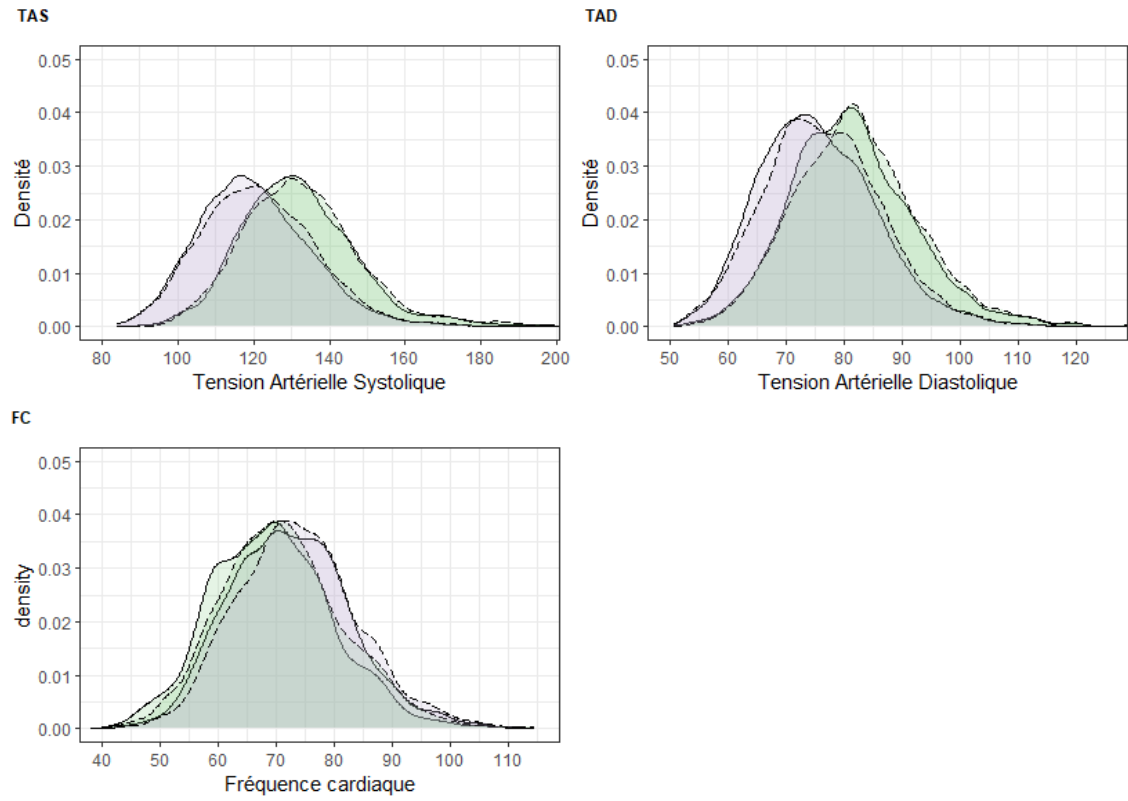 TAS
Densité
0.05
0.04
0.03
0.02
0.01
0.00
80 100 120 140 160 180 200
Tension Artérielle Systolique
TAD
Densité
0.05
0.04
0.03
0.02
0.01
0.00
50 60 70 80 90 100 110 120
Tension Artérielle Diastolique
FC
density
0.05
0.04
0.03
0.02
0.01
0.00
40 50 60 70 80 90 100 110
Fréquence cardiaque